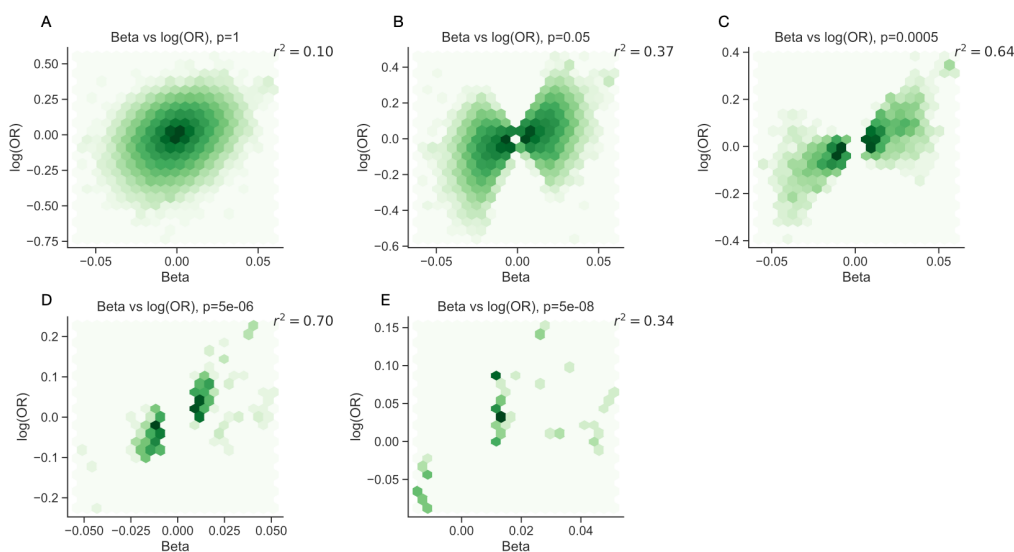 A
Beta vs log(OR), p=1
r² = 0.10
0.50
0.25
0.00
−0.25
−0.50
−0.75
log(OR)
−0.05
0.00
0.05
Beta
B
Beta vs log(OR), p=0.05
r² = 0.37
0.4
0.2
0.0
−0.2
−0.4
−0.6
log(OR)
−0.05
0.00
0.05
Beta
C
Beta vs log(OR), p=0.0005
r² = 0.64
0.4
0.2
0.0
−0.2
−0.4
log(OR)
−0.05
0.00
0.05
Beta
D
Beta vs log(OR), p=5e-06
r² = 0.70
0.2
0.1
0.0
−0.1
−0.2
log(OR)
−0.050
−0.025
0.000
0.025
0.050
Beta
E
Beta vs log(OR), p=5e-08
r² = 0.34
0.15
0.10
0.05
0.00
−0.05
log(OR)
0.00
0.02
0.04
Beta